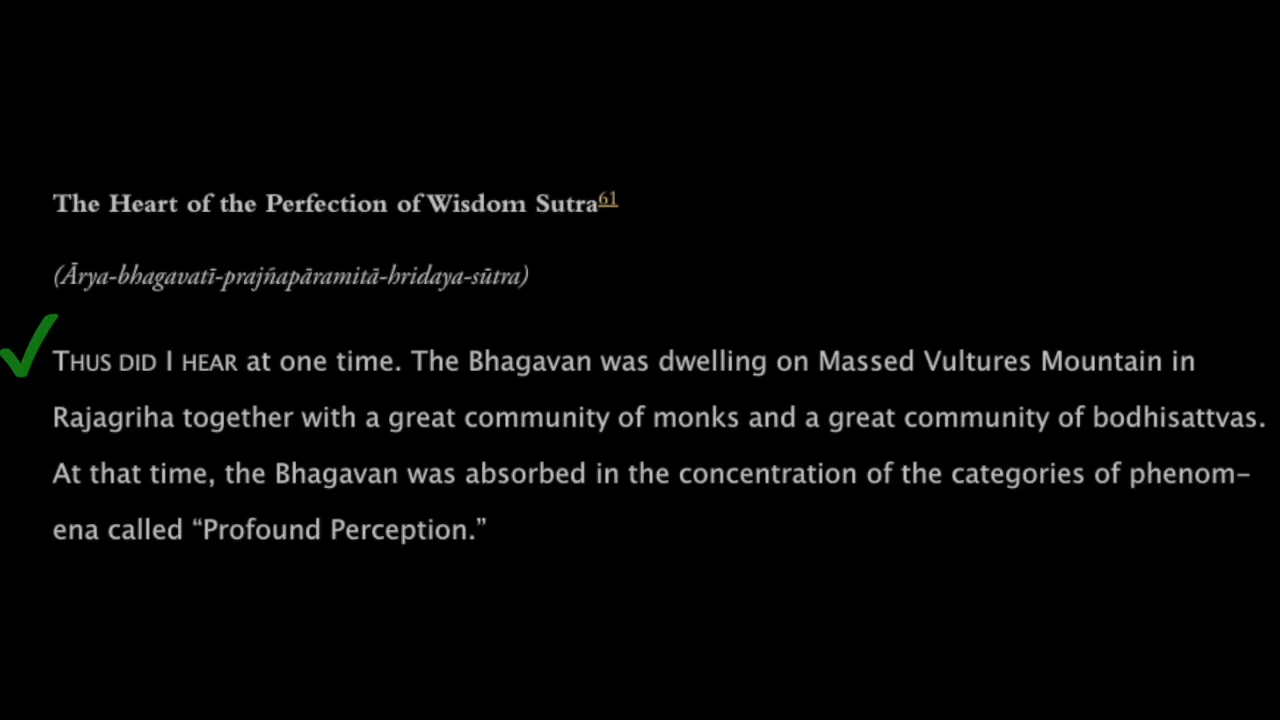 The Heart of the Perfection of Wisdom Sutra61
(Ārya-bhagavatī-prajñapāramitā-hridaya-sūtra)
THUS DID I HEAR at one time. The Bhagavan was dwelling on Massed Vultures Mountain in
Rajagriha together with a great community of monks and a great community of bodhisattvas.
At that time, the Bhagavan was absorbed in the concentration of the categories of phenom-
ena called “Profound Perception.”